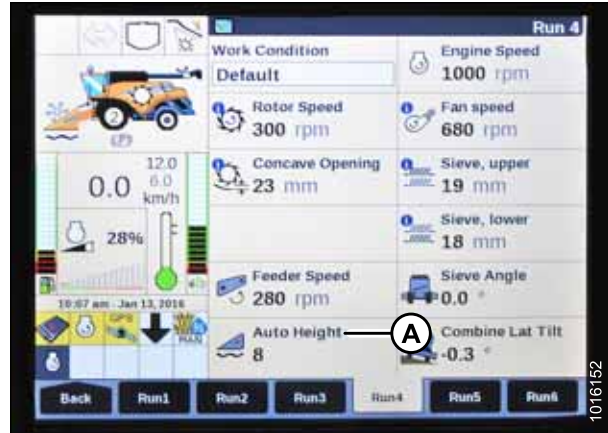 Run 4
Work Condition
Default
Engine Speed
1000 rpm
Rotor Speed
300 rpm
Fan speed
680 rpm
Concave Opening
23 mm
Sieve, upper
19 mm
Sieve, lower
18 mm
Feeder Speed
280 rpm
Sieve Angle
0.0 °
Auto Height
8
A
Combine Lat Tilt
-0.3 °
2
(P)
12.0
0.0
6.0
km/h
28%
10:07 am Jan 13, 2016
GPS
MAN
Back
Run1
Run2
Run3
Run4
Run5
Run6
1016152